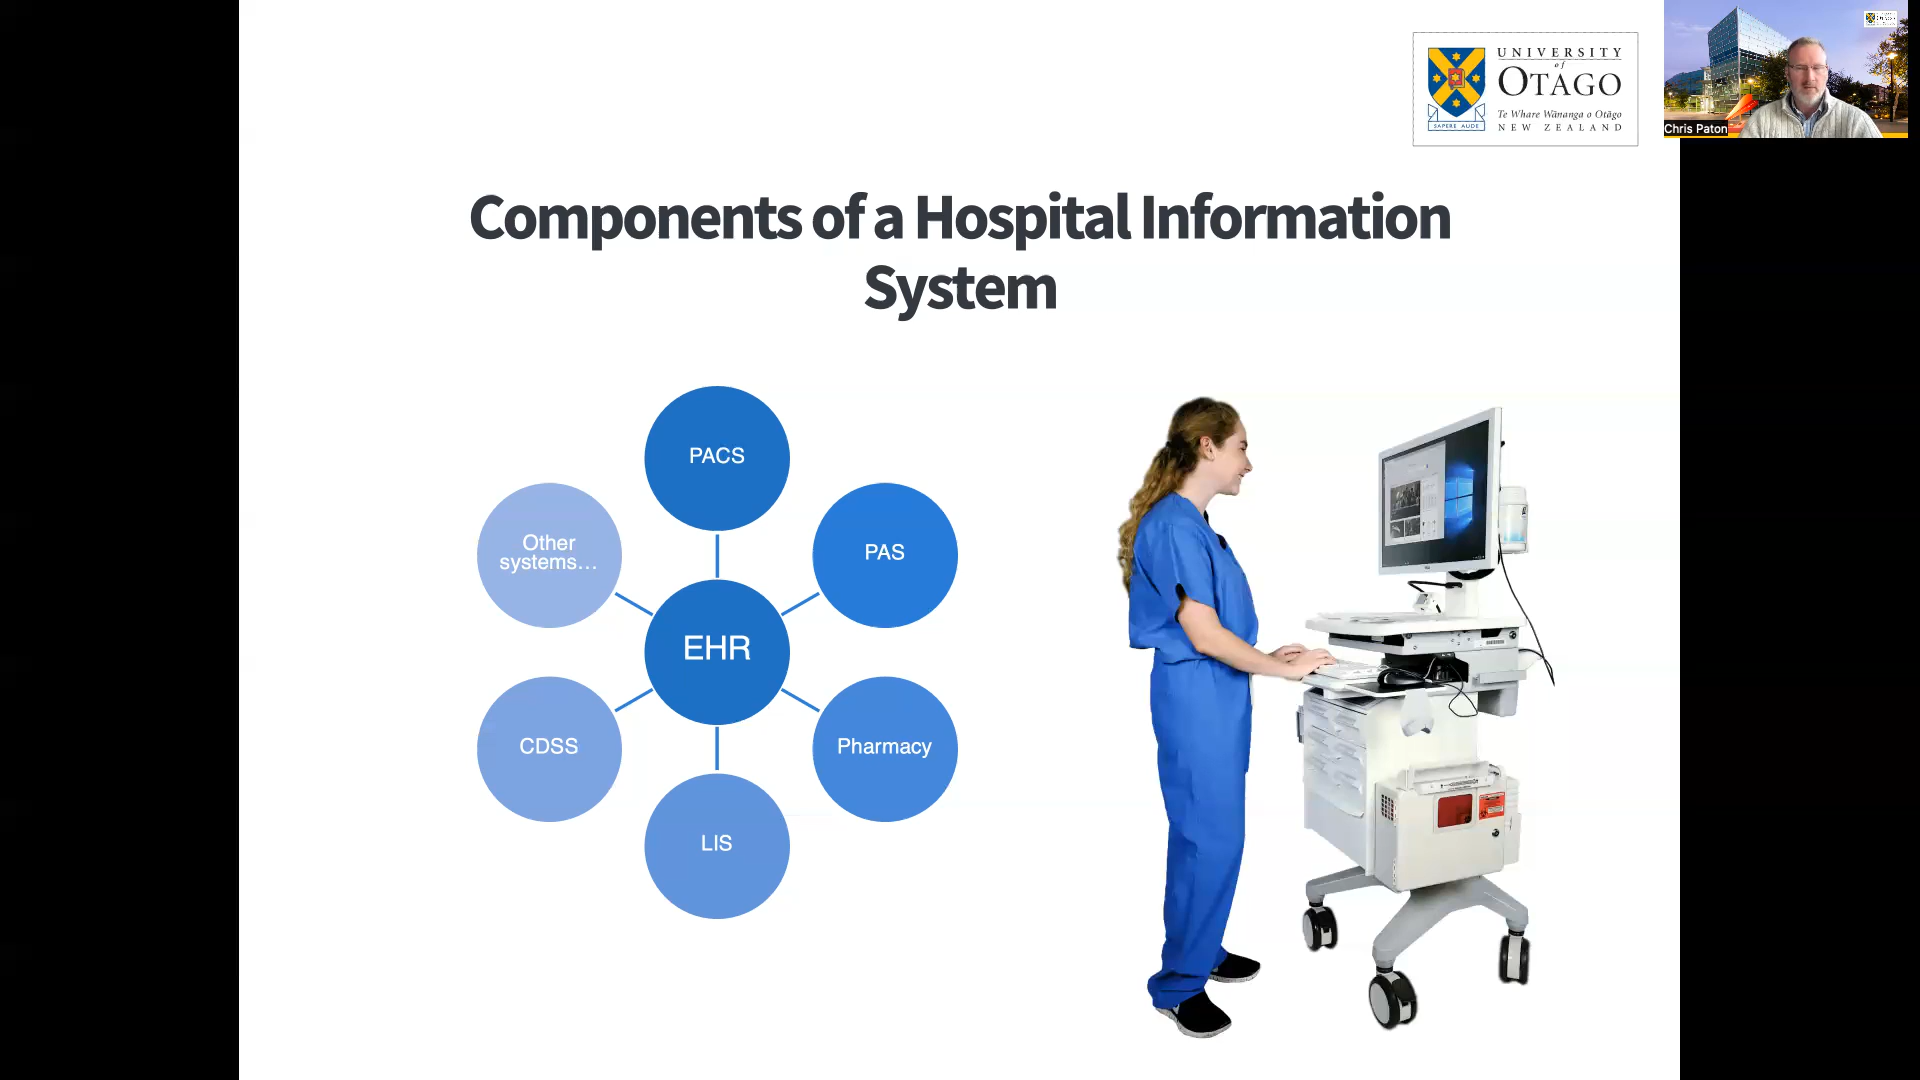 UNIVERSITY
of
OTAGO
Te Whare Wānanga o Otāgo
NEW ZEALAND
SAPERE AUDE
Chris Paton
Components of a Hospital Information
System
PACS
PAS
Other
systems...
EHR
CDSS
Pharmacy
LIS